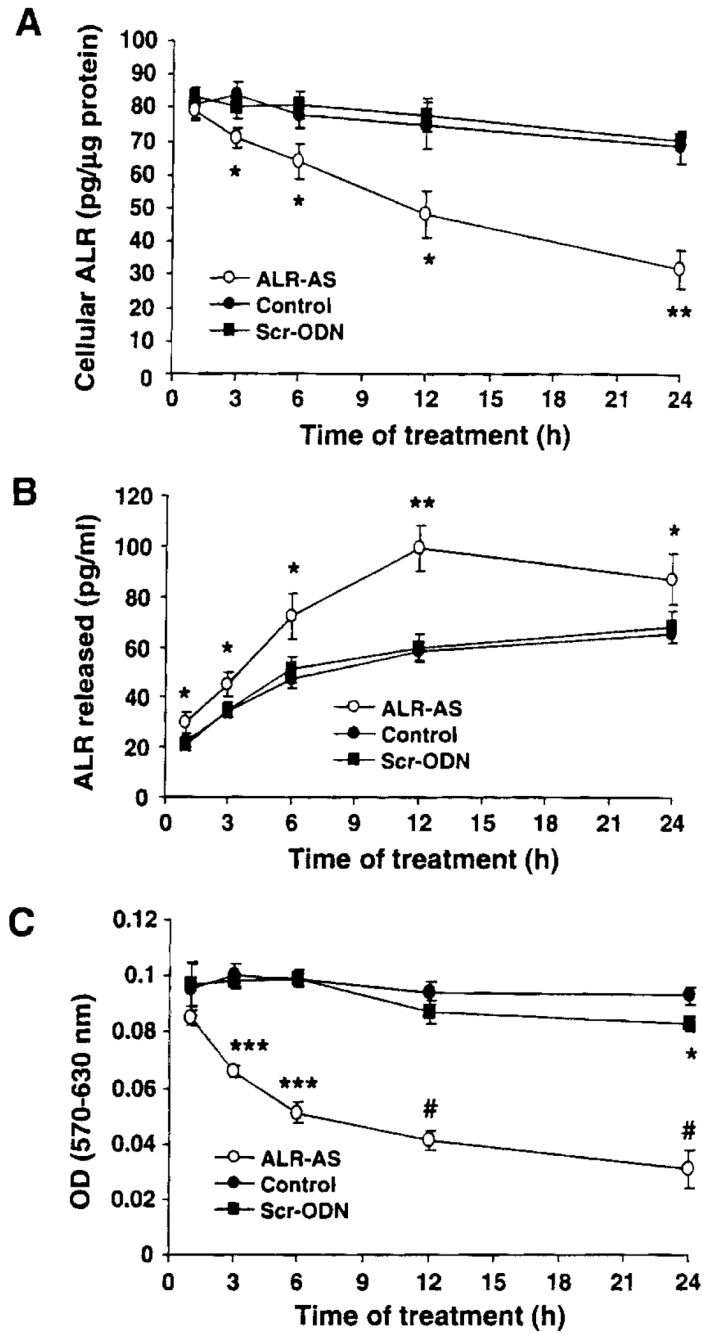 A
Cellular ALR (pg/µg protein)
100
90
80
70
60
50
40
30
20
10
0
*
*
*
**
ALR-AS
Control
Scr-ODN
0 3 6 9 12 15 18 21 24
Time of treatment (h)
B
ALR released (pg/ml)
120
100
80
60
40
20
0
*
*
*
**
*
ALR-AS
Control
Scr-ODN
0 3 6 9 12 15 18 21 24
Time of treatment (h)
C
OD (570-630 nm)
0.12
0.1
0.08
0.06
0.04
0.02
0
***
***
#
#
*
ALR-AS
Control
Scr-ODN
0 3 6 9 12 15 18 21 24
Time of treatment (h)